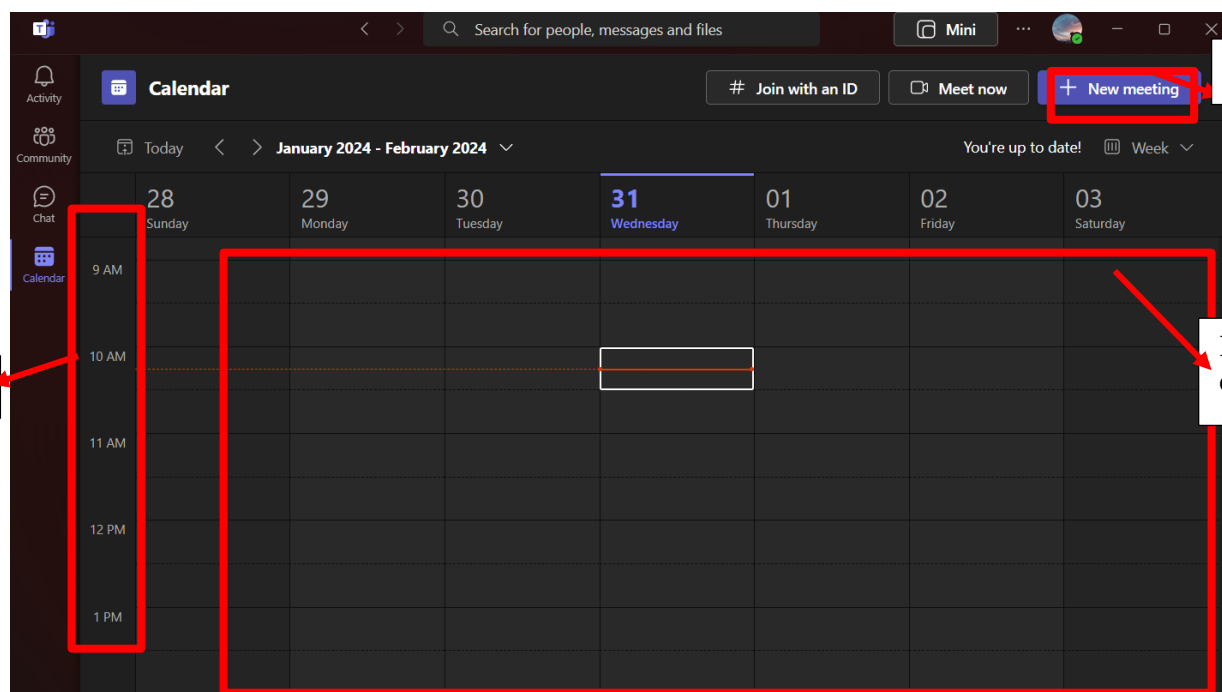 Search for people, messages and files
Mini
Activity
Calendar
# Join with an ID
Meet now
+ New meeting
Community
Today
January 2024 - February 2024
You're up to date!
Week
Chat
28 29 30 31 01 02 03
Sunday Monday Tuesday Wednesday Thursday Friday Saturday
Calendar
9 AM
10 AM
11 AM
12 PM
1 PM